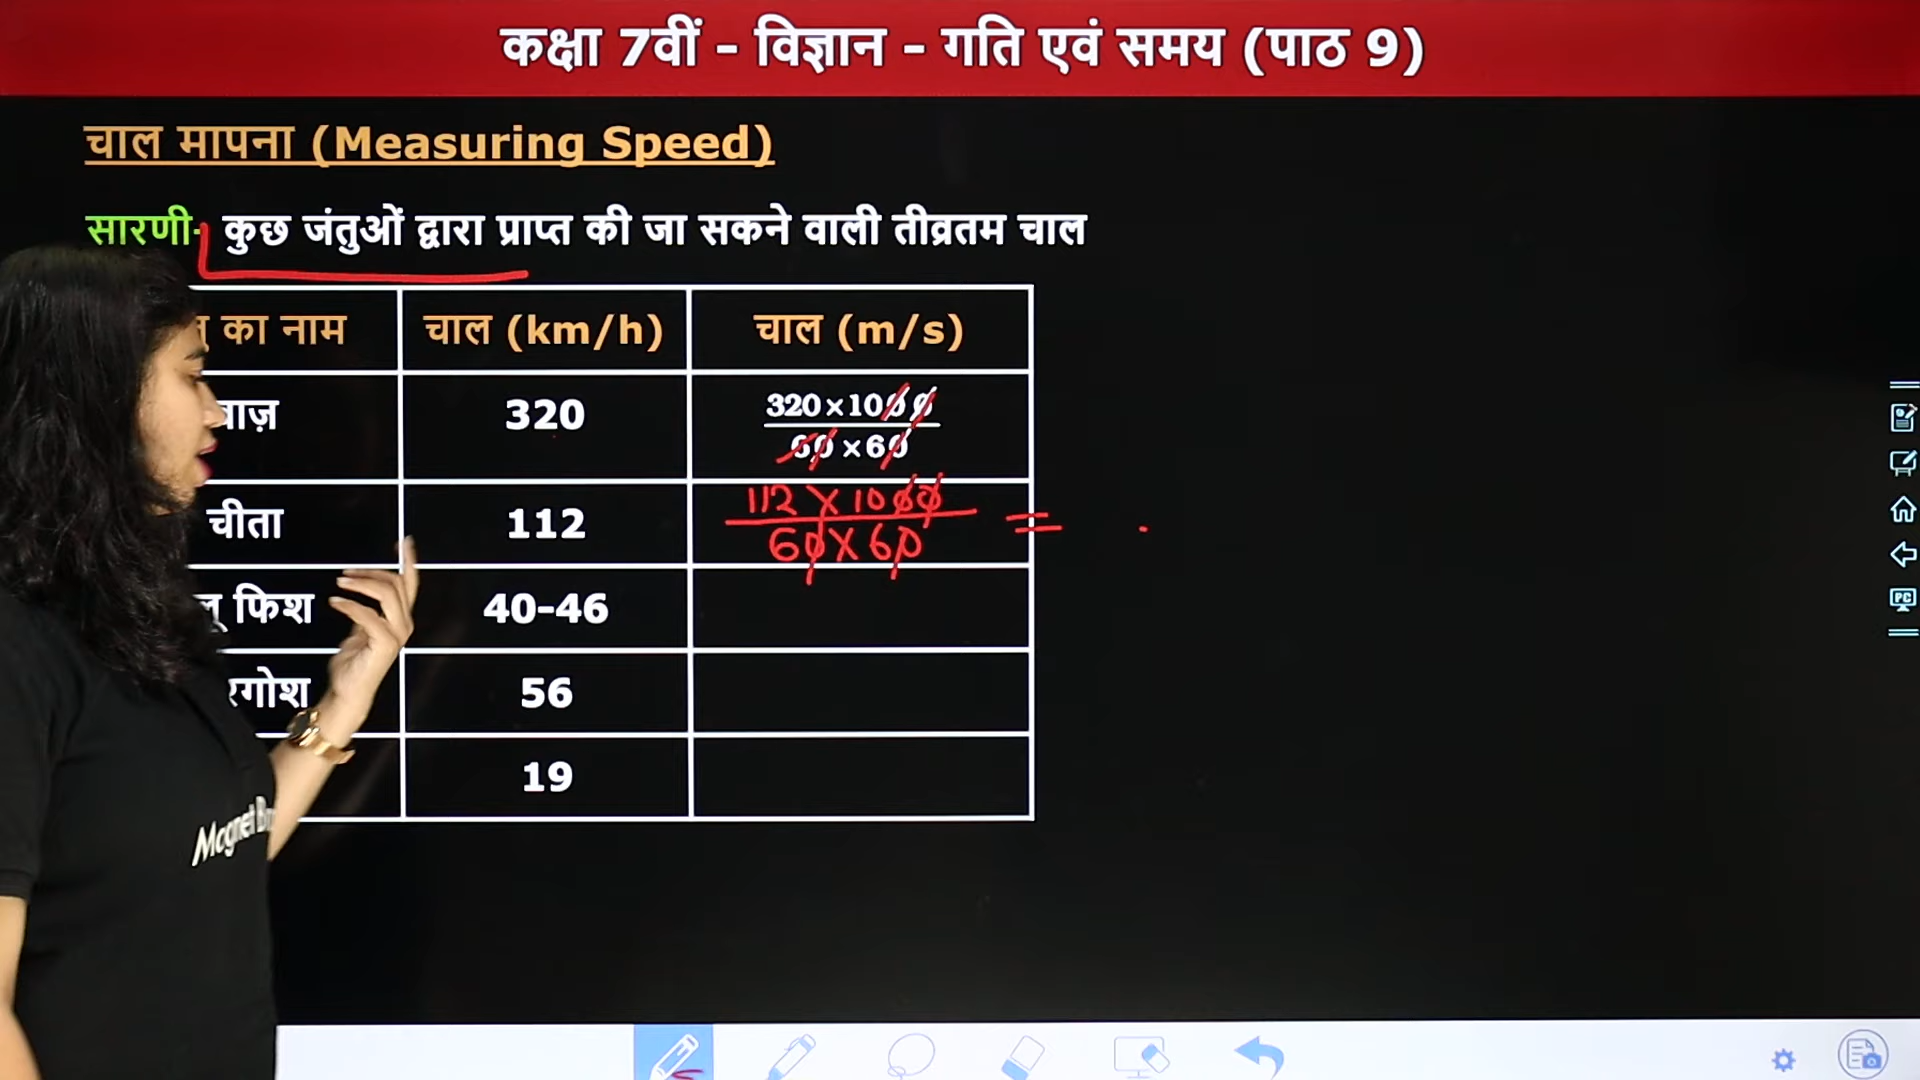 कक्षा 7वीं - विज्ञान - गति एवं समय (पाठ 9)
चाल मापना (Measuring Speed)
सारणी- कुछ जंतुओं द्वारा प्राप्त की जा सकने वाली तीव्रतम चाल
का नाम चाल (km/h) चाल (m/s)
320 320×1000
60×60
चीता 112 112 X 1000 =
60 X 60
फिश 40-46
56
19
PC